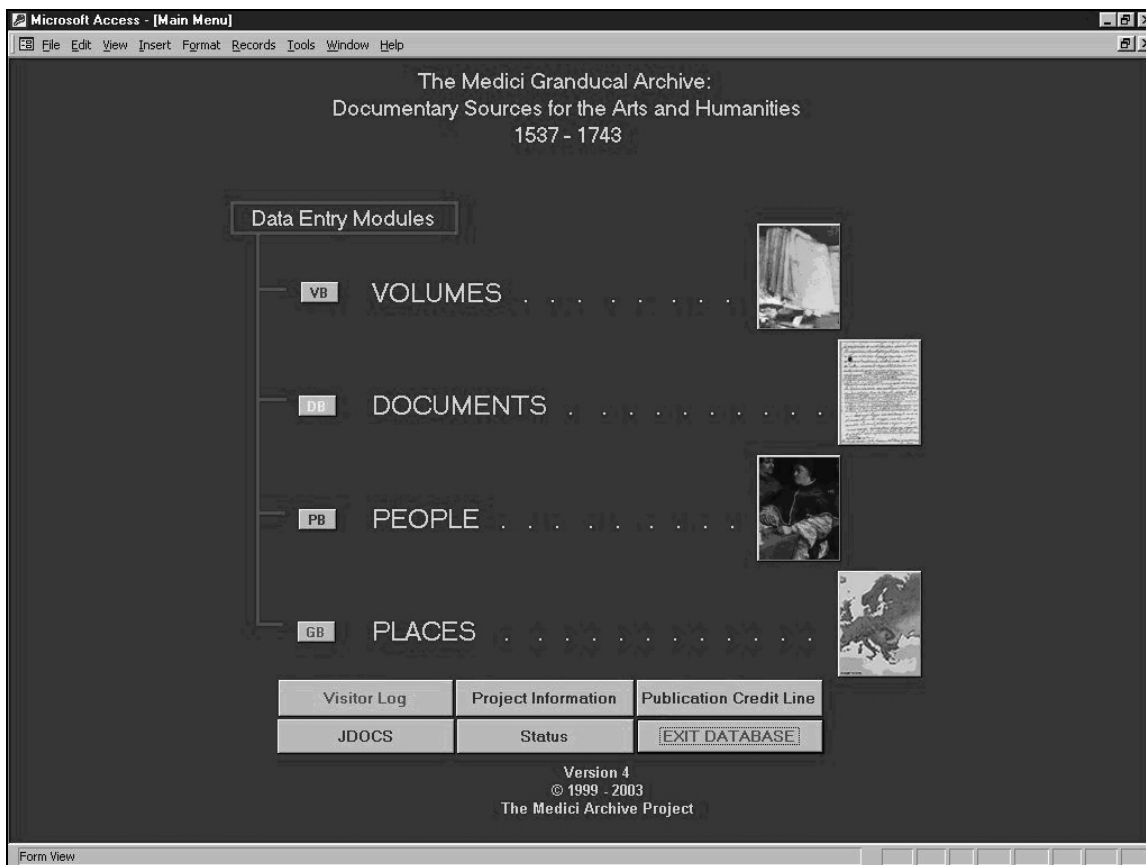 Microsoft Access - [Main Menu]
File Edit View Insert Format Records Tools Window Help
The Medici Granducal Archive:
Documentary Sources for the Arts and Humanities
1537 - 1743
Data Entry Modules
VB VOLUMES . . . . . . . .
DB DOCUMENTS . . . . . . . . .
PB PEOPLE . . . . . . . . .
GB PLACES . . . . . . . . . . .
Visitor Log Project Information Publication Credit Line
JDOCS Status EXIT DATABASE
Version 4
© 1999 - 2003
The Medici Archive Project
Form View